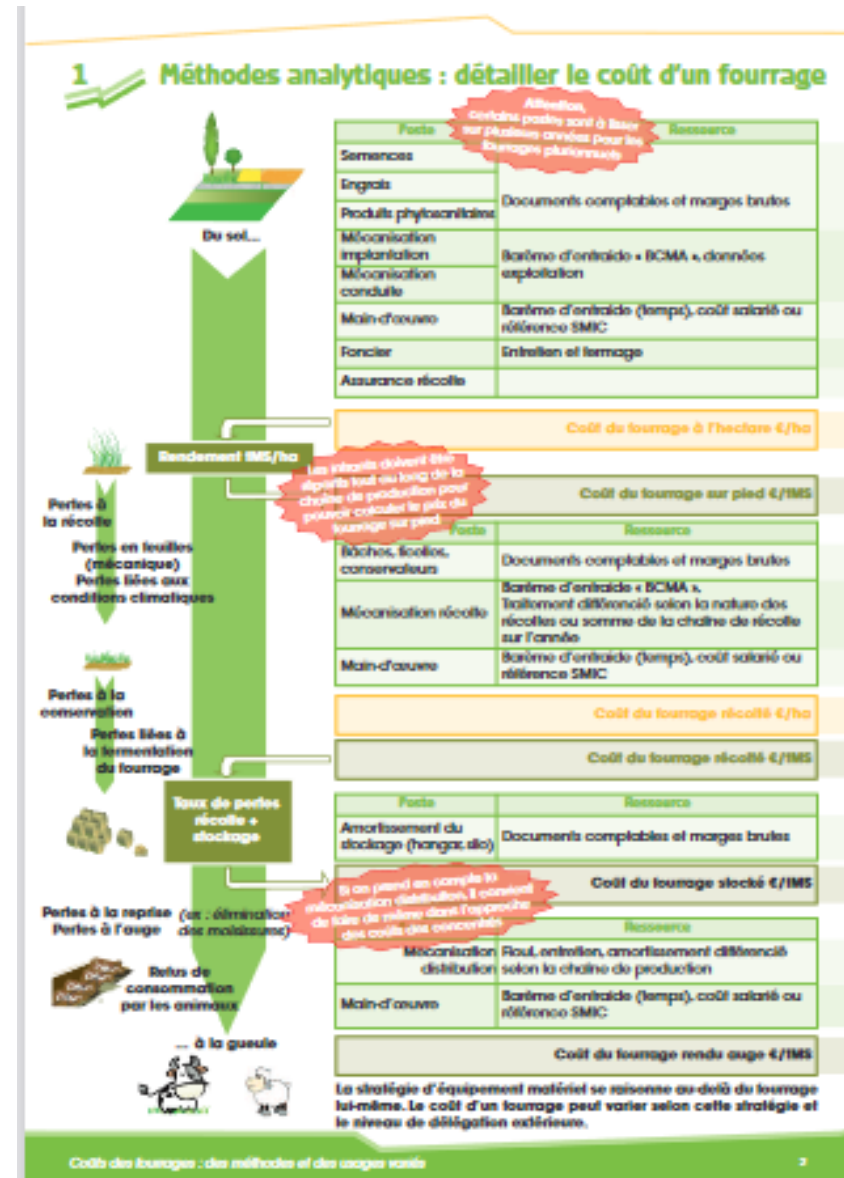 1 Méthodes analytiques : détailler le coût d'un fourrage
Attention,
certains postes sont à lisser
sur plusieurs années pour les
fourrages pluriannuels
Poste Ressource
Semences
Engrais
Produits phytosanitaires
Documents comptables et marges brutes
Du sol...
Mécanisation
implantation
Mécanisation
conduite
Barème d'entraide « BCMA », données
exploitation
Main-d'œuvre
Barème d'entraide (temps), coût salarié ou
référence SMIC
Foncier Entretien et fermage
Assurance récolte
Coût du fourrage à l'hectare €/ha
Rendement tMS/ha
Les intrants doivent être
répartis tout au long de la
chaîne de production pour
pouvoir calculer le prix du
fourrage sur pied
Coût du fourrage sur pied €/tMS
Pertes à
la récolte
Pertes en feuilles
(mécanique)
Pertes liées aux
conditions climatiques
Poste Ressource
Bâches, ficelles,
conservateurs
Documents comptables et marges brutes
Mécanisation récolte
Barème d'entraide « BCMA ».
Traitement différencié selon la nature des
récoltes ou somme de la chaîne de récolte
sur l'année
Main-d'œuvre
Barème d'entraide (temps), coût salarié ou
référence SMIC
Pertes à la
conservation
Pertes liées à
la fermentation
du fourrage
Coût du fourrage récolté €/ha
Coût du fourrage récolté €/tMS
Taux de pertes
récolte +
stockage
Poste Ressource
Amortissement du
stockage (hangar, silo)
Documents comptables et marges brutes
Coût du fourrage stocké €/tMS
Si on prend en compte la
mécanisation distribution, il convient
de faire de même dans l'approche
des coûts des concentrés
Pertes à la reprise (ex : élimination
Pertes à l'auge des moisissures)
Ressource
Mécanisation
distribution
Fioul, entretien, amortissement différencié
selon la chaîne de production
Refus de
consommation
par les animaux
Main-d'œuvre
Barème d'entraide (temps), coût salarié ou
référence SMIC
... à la gueule
Coût du fourrage rendu auge €/tMS
La stratégie d'équipement matériel se raisonne au-delà du fourrage
lui-même. Le coût d'un fourrage peut varier selon cette stratégie et
le niveau de délégation extérieure.
Coûts des fourrages : des méthodes et des usages variés